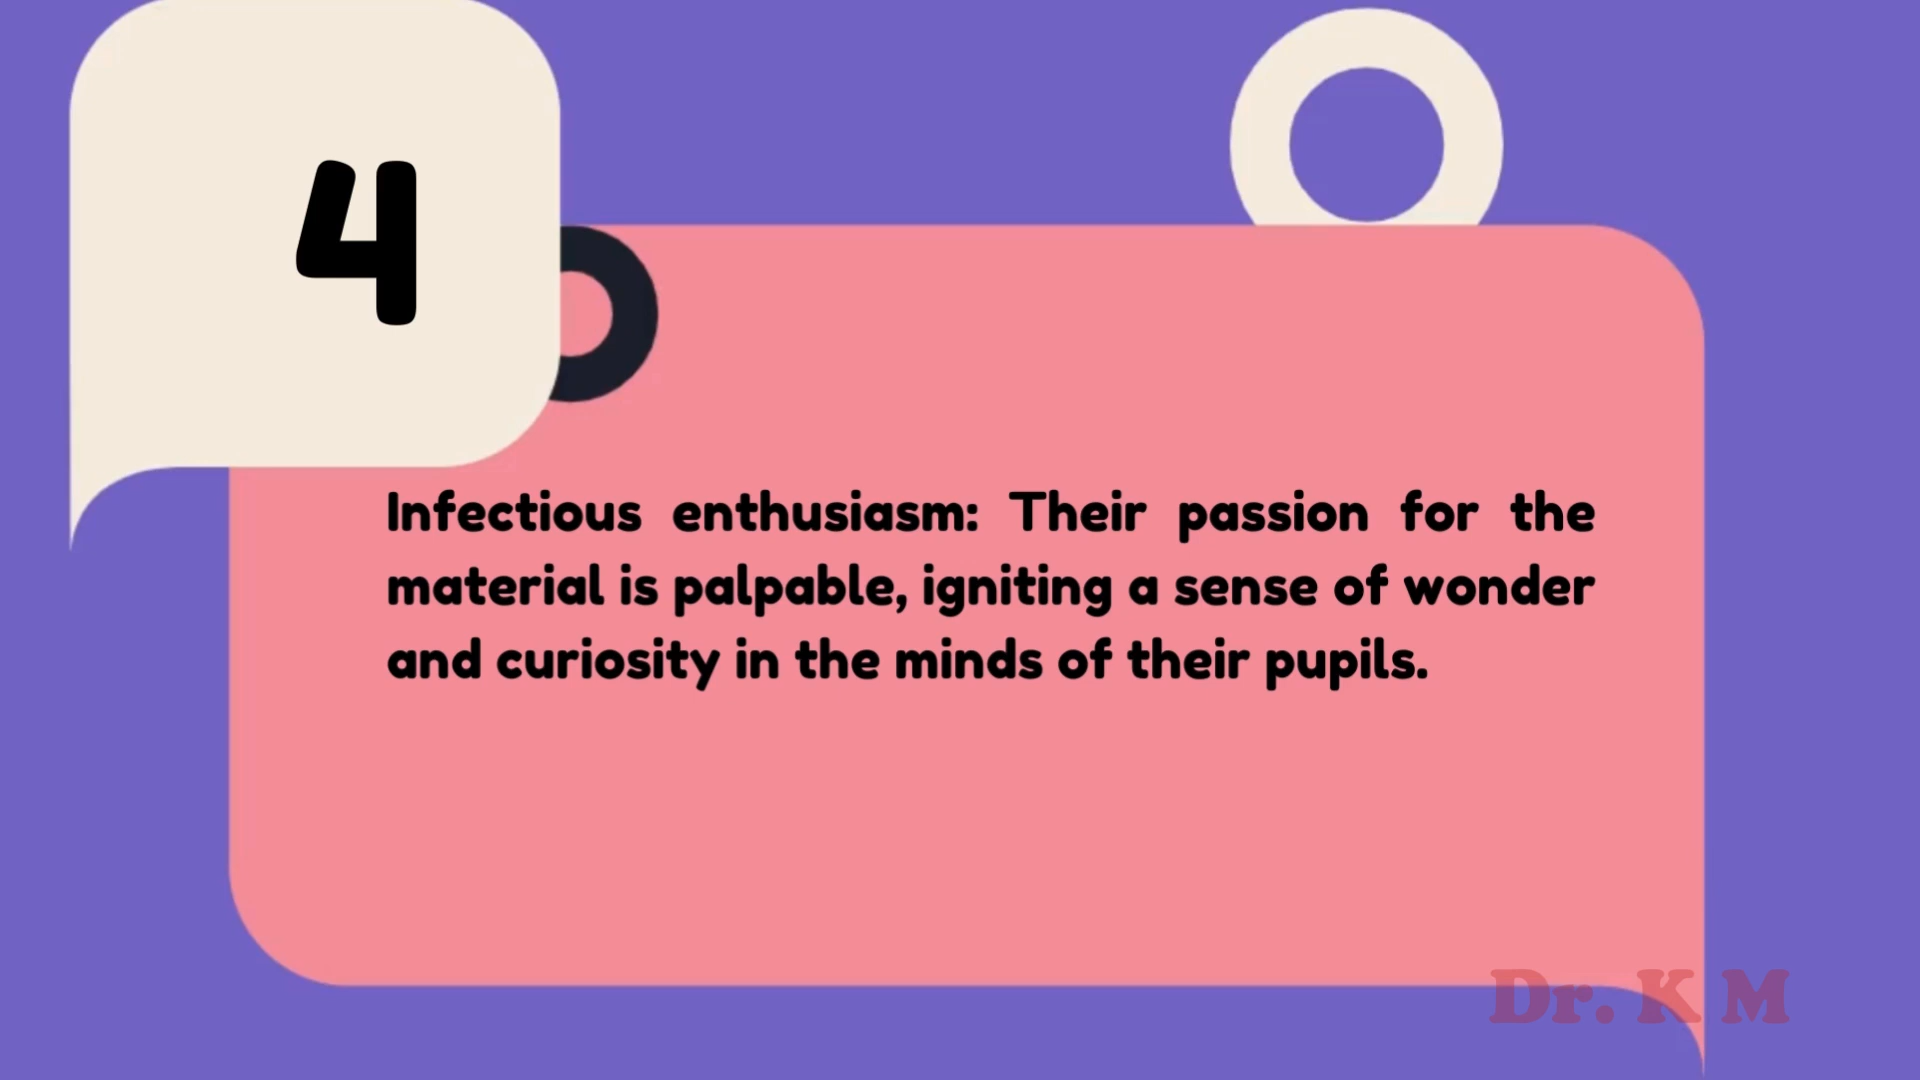 4
Infectious enthusiasm: Their passion for the
material is palpable, igniting a sense of wonder
and curiosity in the minds of their pupils.
Dr. K M